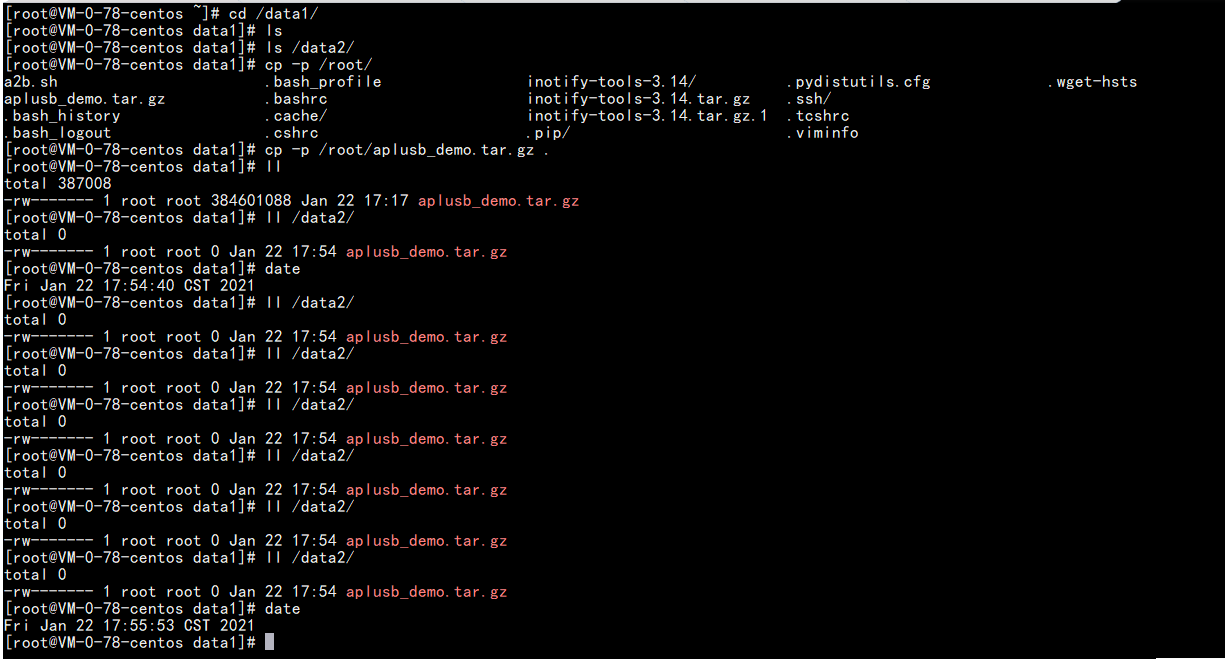 [root@VM-0-78-centos ~]# cd /data1/
[root@VM-0-78-centos data1]# ls
[root@VM-0-78-centos data1]# ls /data2/
[root@VM-0-78-centos data1]# cp -p /root/
a2b.sh .bash_profile inotify-tools-3.14/ .pydistutils.cfg .wget-hsts
aplusb_demo.tar.gz .bashrc inotify-tools-3.14.tar.gz .ssh/
.bash_history .cache/ inotify-tools-3.14.tar.gz.1 .tcshrc
.bash_logout .cshrc .pip/ .viminfo
[root@VM-0-78-centos data1]# cp -p /root/aplusb_demo.tar.gz .
[root@VM-0-78-centos data1]# ll
total 387008
-rw------- 1 root root 384601088 Jan 22 17:17 aplusb_demo.tar.gz
[root@VM-0-78-centos data1]# ll /data2/
total 0
-rw------- 1 root root 0 Jan 22 17:54 aplusb_demo.tar.gz
[root@VM-0-78-centos data1]# date
Fri Jan 22 17:54:40 CST 2021
[root@VM-0-78-centos data1]# ll /data2/
total 0
-rw------- 1 root root 0 Jan 22 17:54 aplusb_demo.tar.gz
[root@VM-0-78-centos data1]# ll /data2/
total 0
-rw------- 1 root root 0 Jan 22 17:54 aplusb_demo.tar.gz
[root@VM-0-78-centos data1]# ll /data2/
total 0
-rw------- 1 root root 0 Jan 22 17:54 aplusb_demo.tar.gz
[root@VM-0-78-centos data1]# ll /data2/
total 0
-rw------- 1 root root 0 Jan 22 17:54 aplusb_demo.tar.gz
[root@VM-0-78-centos data1]# ll /data2/
total 0
-rw------- 1 root root 0 Jan 22 17:54 aplusb_demo.tar.gz
[root@VM-0-78-centos data1]# ll /data2/
total 0
-rw------- 1 root root 0 Jan 22 17:54 aplusb_demo.tar.gz
[root@VM-0-78-centos data1]# date
Fri Jan 22 17:55:53 CST 2021
[root@VM-0-78-centos data1]#